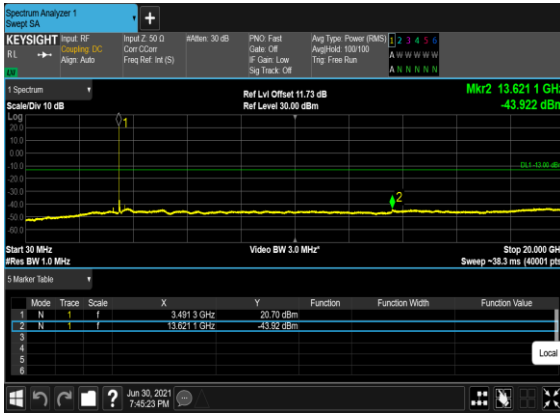 Spectrum Analyzer 1
Swept SA
+
KEYSIGHT
RL
Input: RF
Coupling: DC
Align: Auto
Input Z: 50 Ω
Corr CCorr
Freq Ref: Int (S)
#Atten: 30 dB
PNO: Fast
Gate: Off
IF Gain: Low
Sig Track: Off
Avg Type: Power (RMS)
Avg|Hold: 100/100
Trig: Free Run
1 2 3 4 5 6
A W W W W W
A N N N N N
1 Spectrum
Scale/Div 10 dB
Ref Lvl Offset 11.73 dB
Ref Level 30.00 dBm
Mkr2 13.621 1 GHz
-43.922 dBm
Log
20.0
10.0
0.00
-10.0
-20.0
-30.0
-40.0
-50.0
-60.0
1
2
DL1 -13.00 dBm
Start 30 MHz
#Res BW 1.0 MHz
Video BW 3.0 MHz*
Stop 20.000 GHz
Sweep ~38.3 ms (40001 pts)
5 Marker Table
Mode Trace Scale X Y Function Function Width Function Value
1 N 1 f 3.491 3 GHz 20.70 dBm
2 N 1 f 13.621 1 GHz -43.92 dBm
3
4
5
6
Local
?
Jun 30, 2021
7:45:23 PM